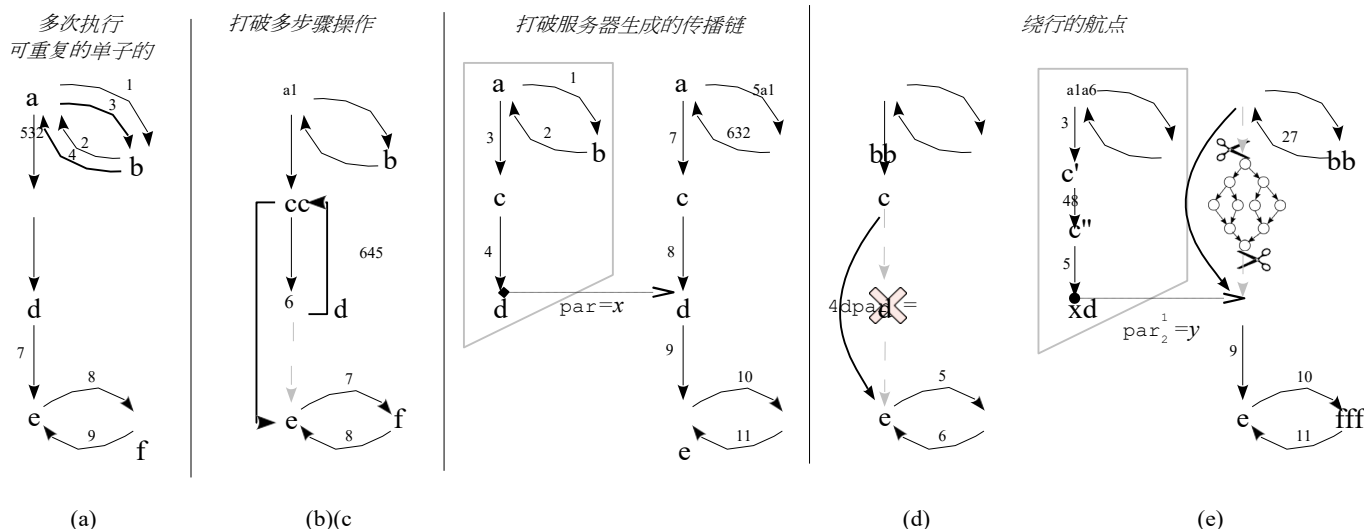 多次执行
可重复的单子的
打破多步骤操作
打破服务器生成的传播链
绕行的航点
a
1
3
532
2
4
b
d
7
8
e
9
f
a1
b
cc
645
6
d
7
e
f
8
a
1
3
2
b
c
4
d
par=x
a
5a1
7
632
c
8
d
9
10
11
e
bb
c
4dpar =
d
5
e
6
a1a6
3
c'
48
c"
5
xd
par12=y
27
bb
9
10
e
fff
11
(a)
(b)(c
(d)
(e)